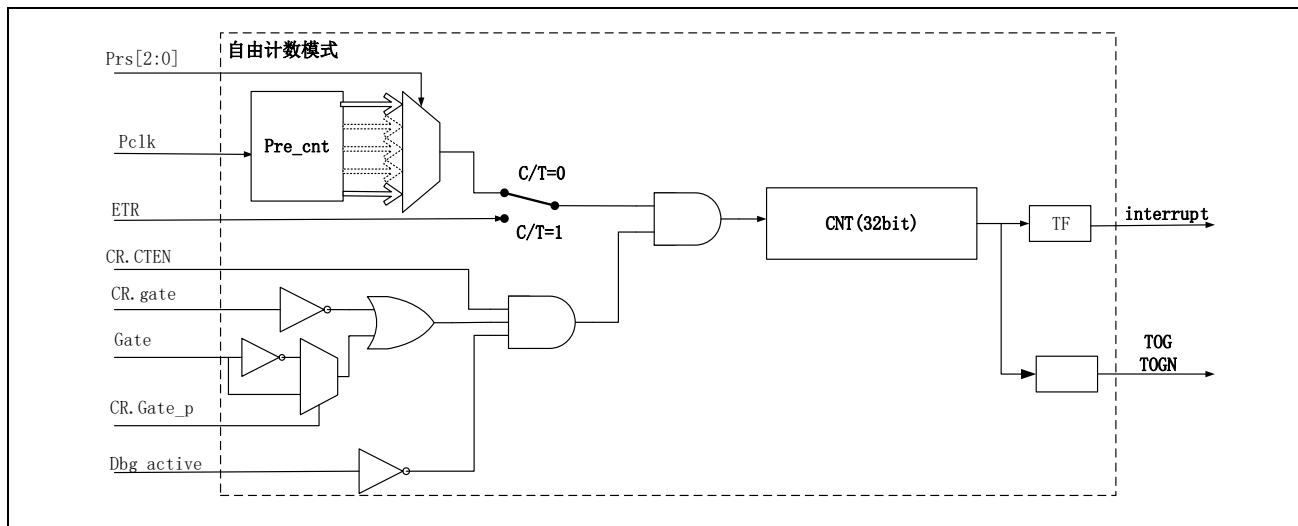 自由计数模式
Prs[2:0]
Pre_cnt
Pclk
C/T=0
ETR
C/T=1
CNT(32bit)
TF
interrupt
CR.CTEN
CR.gate
Gate
TOG
TOGN
CR.Gate_p
Dbg_active